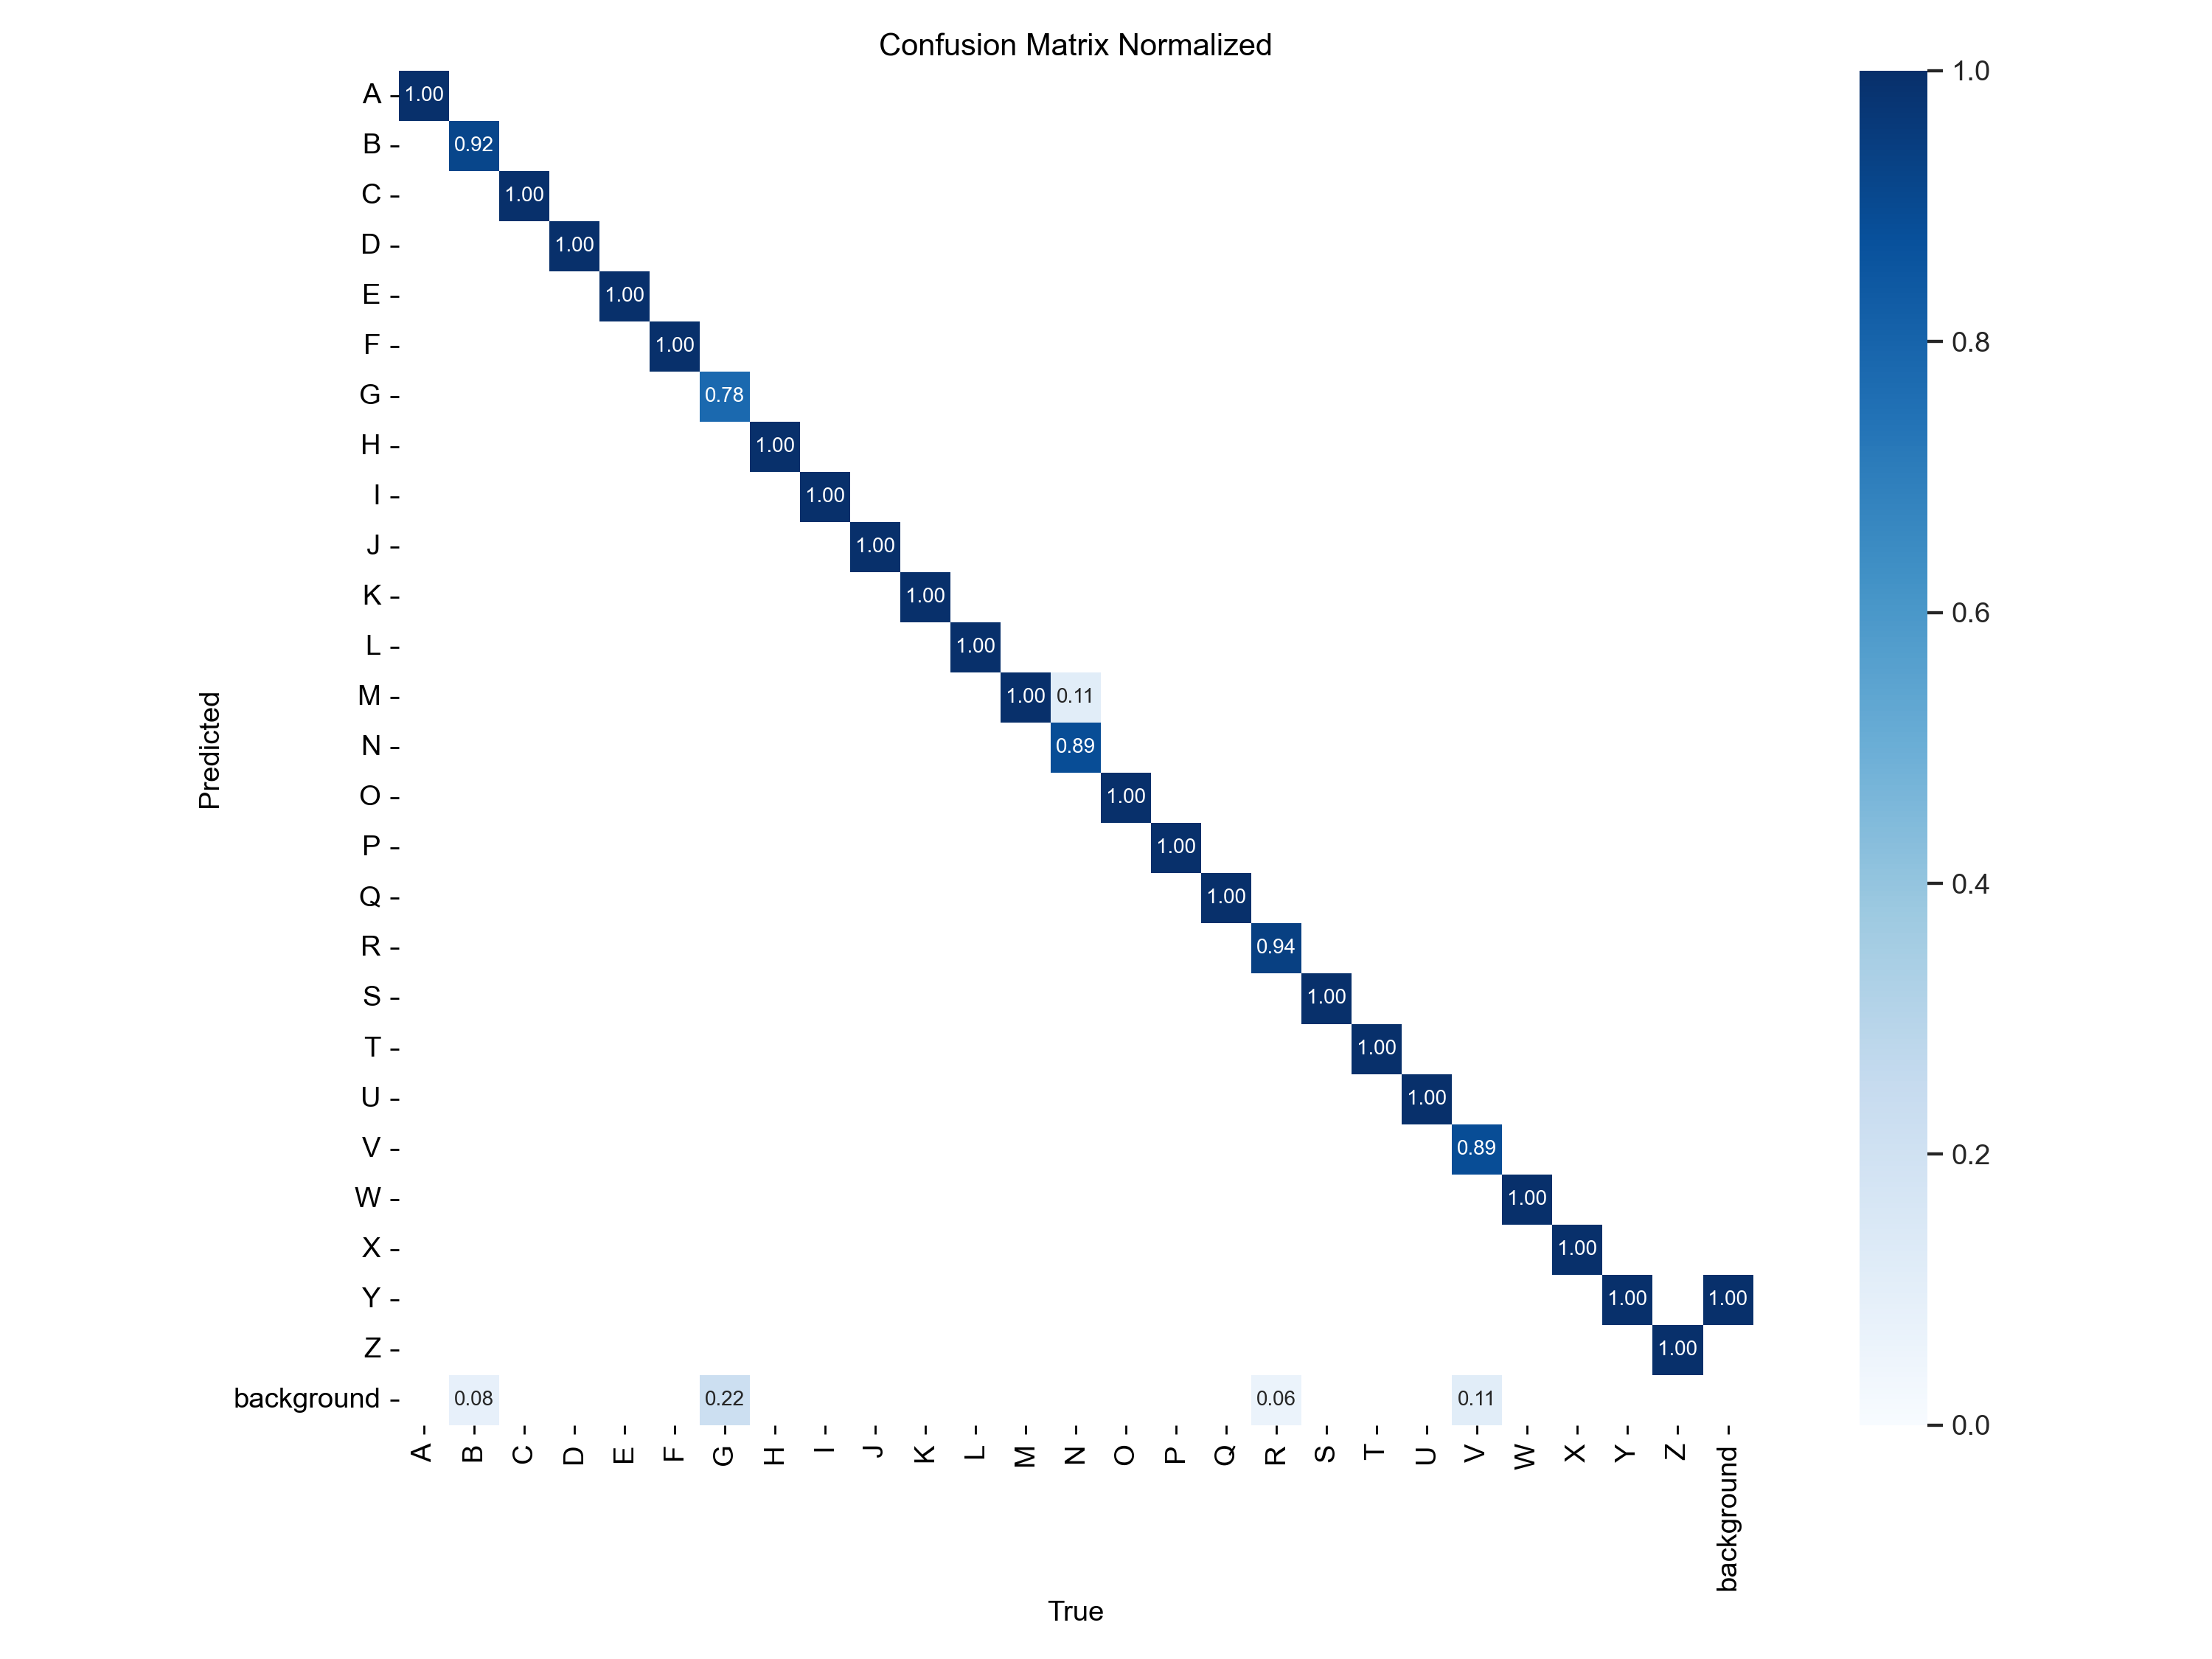 Confusion Matrix Normalized
A 1.00
B 0.92
C 1.00
D 1.00
E 1.00
F 1.00
G 0.78
H 1.00
I 1.00
J 1.00
K 1.00
L 1.00
M 1.00 0.11
N 0.89
O 1.00
P 1.00
Q 1.00
R 0.94
S 1.00
T 1.00
U 1.00
V 0.89
W 1.00
X 1.00
Y 1.00 1.00
Z 1.00
background 0.08 0.22 0.06 0.11
A B C D E F G H I J K L M N O P Q R S T U V W X Y Z background
True
Predicted
1.0
0.8
0.6
0.4
0.2
0.0